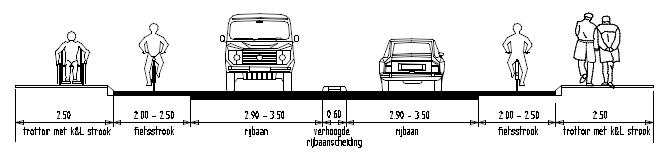 2.50 2.00 - 2.50 2.90 - 3.50 0.60 2.90 - 3.50 2.00 - 2.50 2.50
trottoir met k&L strook fietsstrook rijbaan verhoogde rijbaan fietsstrook trottoir met k&L strook
rijbaanscheiding